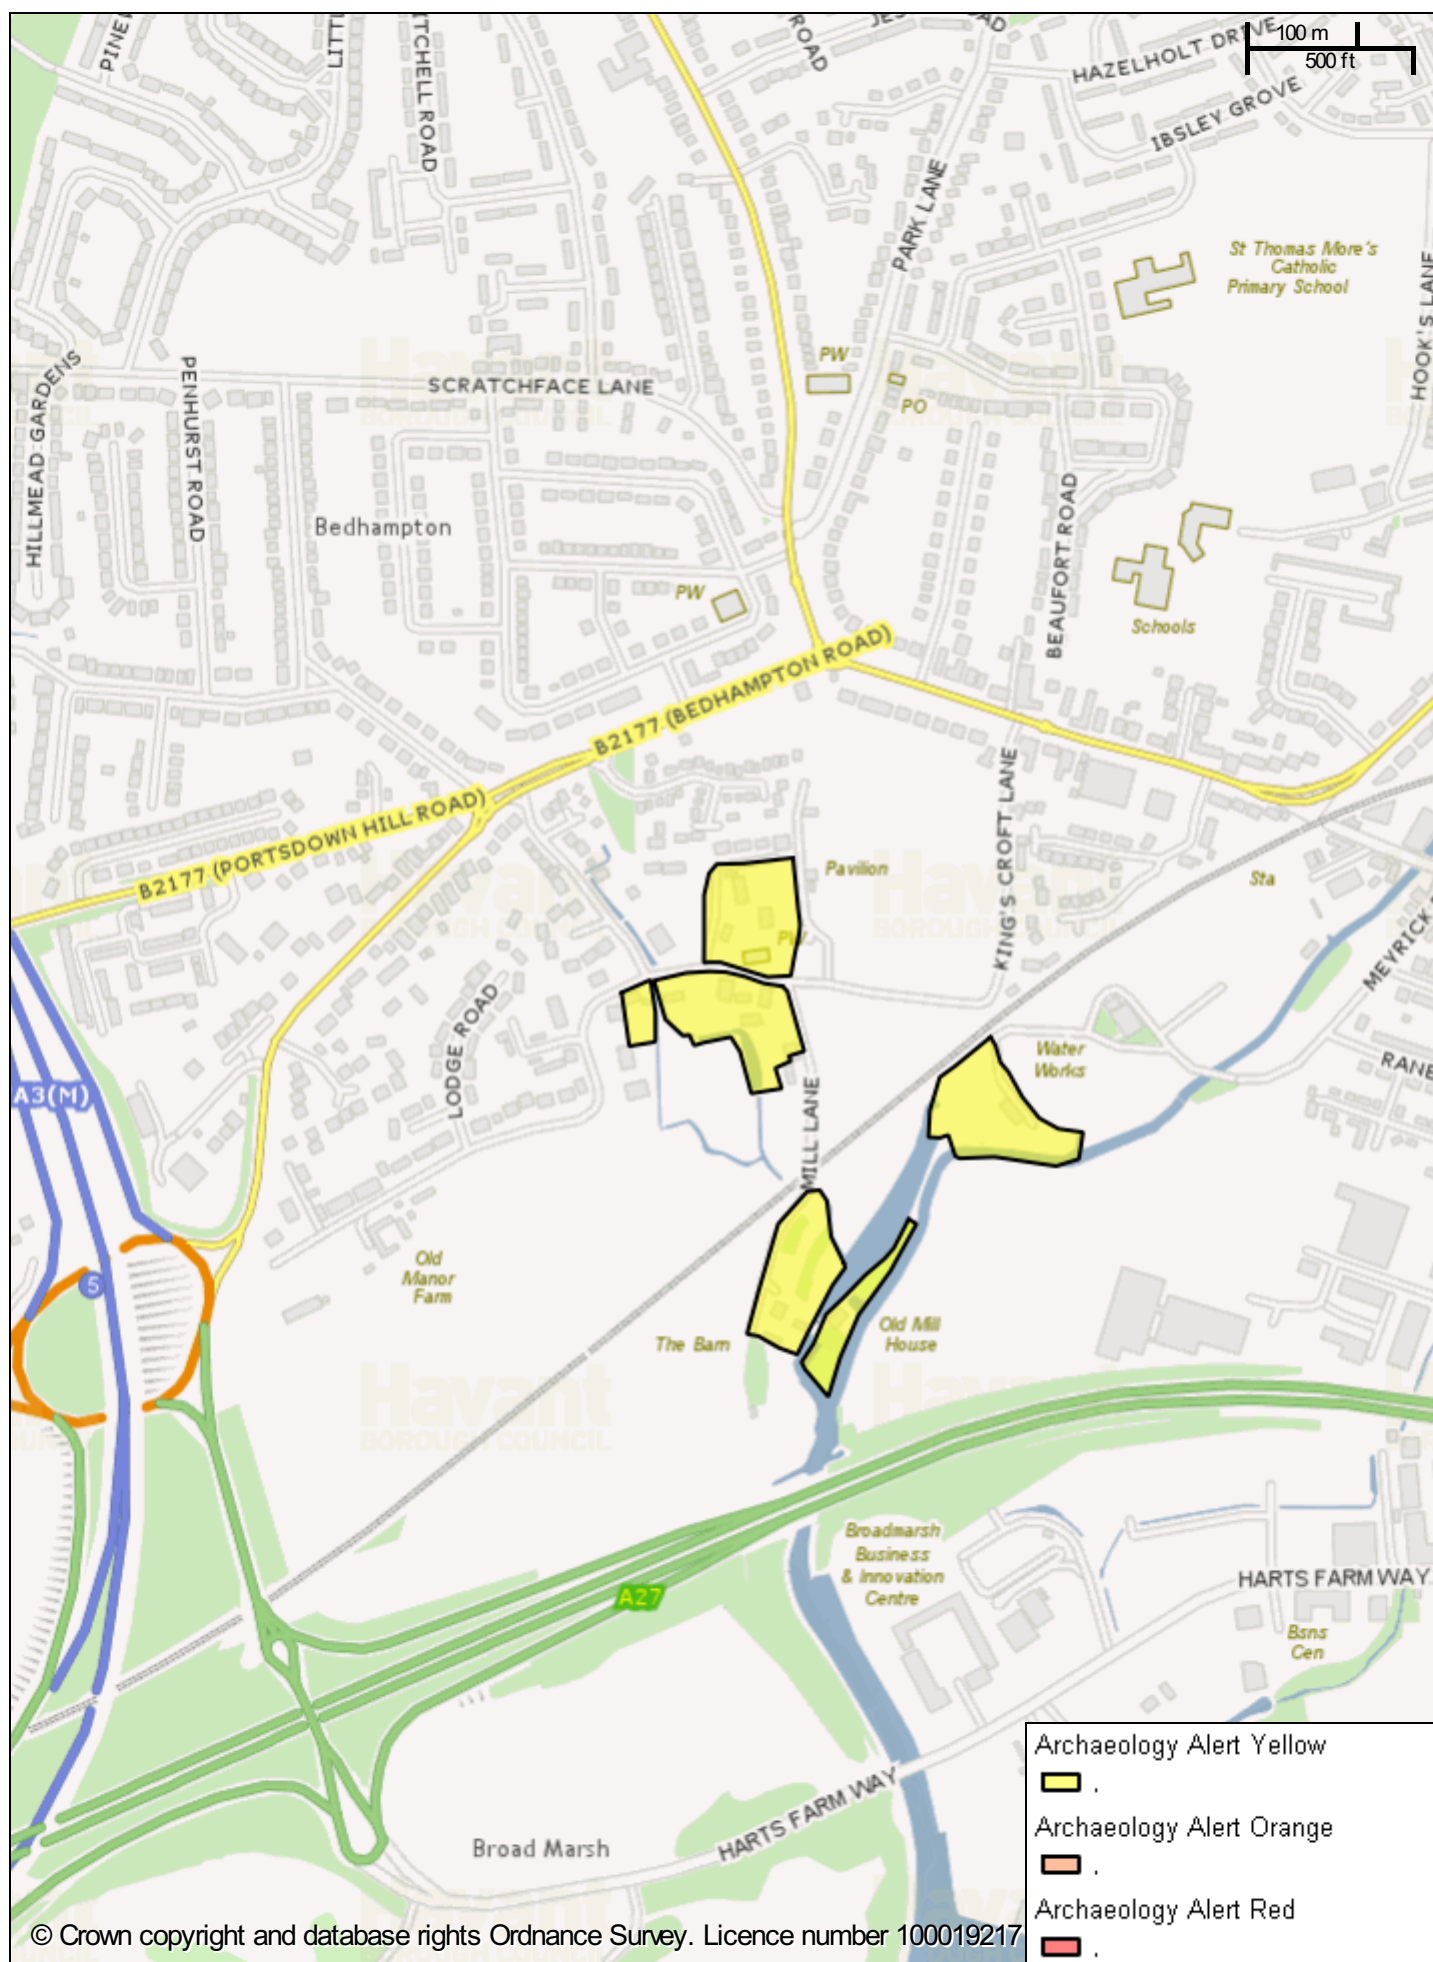 100 m
500 ft
HAZELHOLT DRIVE
IBSLEY GROVE
ROAD
PARK LANE
St Thomas More's
Catholic
Primary School
HOOK'S LANE
HILLMEAD GARDENS
PENHURST ROAD
SCRATCHFACE LANE
PW
PO
Bedhampton
BEAUFORT ROAD
PW
Schools
B2177 (BEDHAMPTON ROAD)
B2177 (PORTSDOWN HILL ROAD)
KING'S CROFT LANE
Pavilion
Sta
PW
MEYRICK
LODGE ROAD
Water
Works
A3(M)
MILL LANE
5
Old
Manor
Farm
The Barn
Old Mill
House
Havant
BOROUGH COUNCIL
Broadmarsh
Business
& Innovation
Centre
A27
HARTS FARM WAY
Bsns
Cen
HARTS FARM WAY
Broad Marsh
Archaeology Alert Yellow
.
Archaeology Alert Orange
.
Archaeology Alert Red
.
© Crown copyright and database rights Ordnance Survey. Licence number 100019217